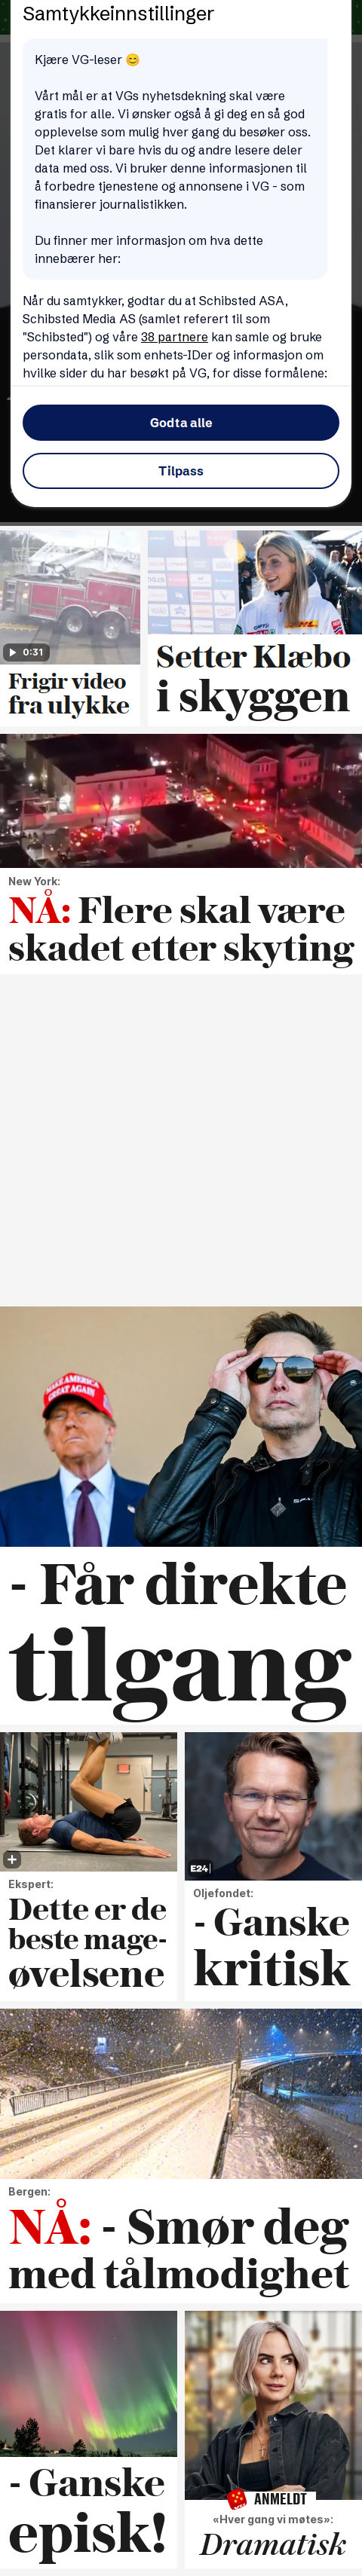 Samtykkeinnstillinger
Kjære VG-leser 😊
Vårt mål er at VGs nyhetsdekning skal være
gratis for alle. Vi ønsker også å gi deg en så god
opplevelse som mulig hver gang du besøker oss.
Det klarer vi bare hvis du og andre lesere deler
data med oss. Vi bruker denne informasjonen til
å forbedre tjenestene og annonsene i VG - som
finansierer journalistikken.
Du finner mer informasjon om hva dette
innebærer her:
Når du samtykker, godtar du at Schibsted ASA,
Schibsted Media AS (samlet referert til som
"Schibsted") og våre 38 partnere kan samle og bruke
persondata, slik som enhets-IDer og informasjon om
hvilke sider du har besøkt på VG, for disse formålene:
Godta alle
Tilpass
0:31
Frigir video
fra ulykke
Setter Klæbo
i skyggen
New York:
NÅ: Flere skal være
skadet etter skyting
MAKE AMERICA
GREAT AGAIN
- Får direkte
tilgang
Ekspert:
Dette er de
beste mage-
øvelsene
E24
Oljefondet:
- Ganske
kritisk
Bergen:
NÅ: - Smør deg
med tålmodighet
- Ganske
episk!
ANMELDT
«Hver gang vi møtes»:
Dramatisk